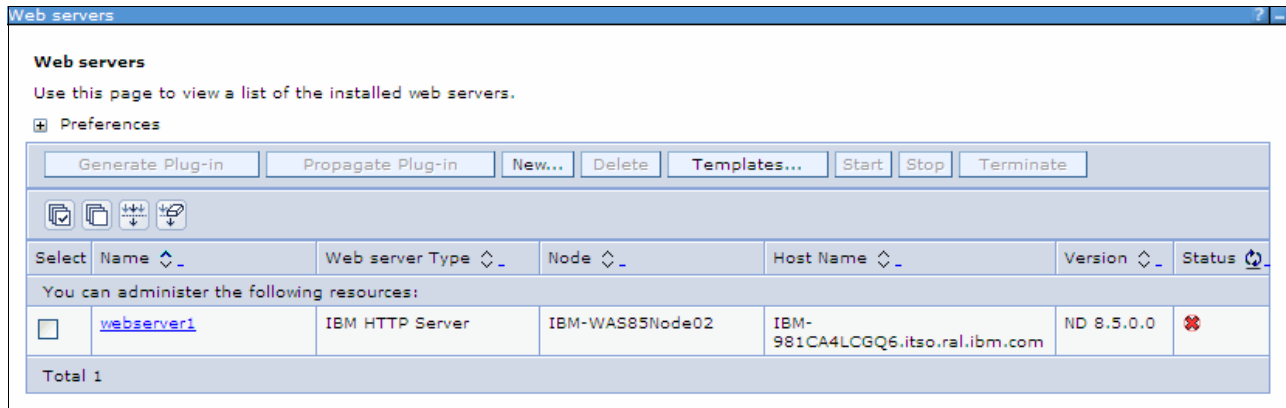 Web servers ? _
Web servers
Use this page to view a list of the installed web servers.
+ Preferences
Generate Plug-in Propagate Plug-in New... Delete Templates... Start Stop Terminate
Select Name Web server Type Node Host Name Version Status
You can administer the following resources:
webserver1 IBM HTTP Server IBM-WAS85Node02 IBM- ND 8.5.0.0
981CA4LCGQ6.itso.ral.ibm.com
Total 1